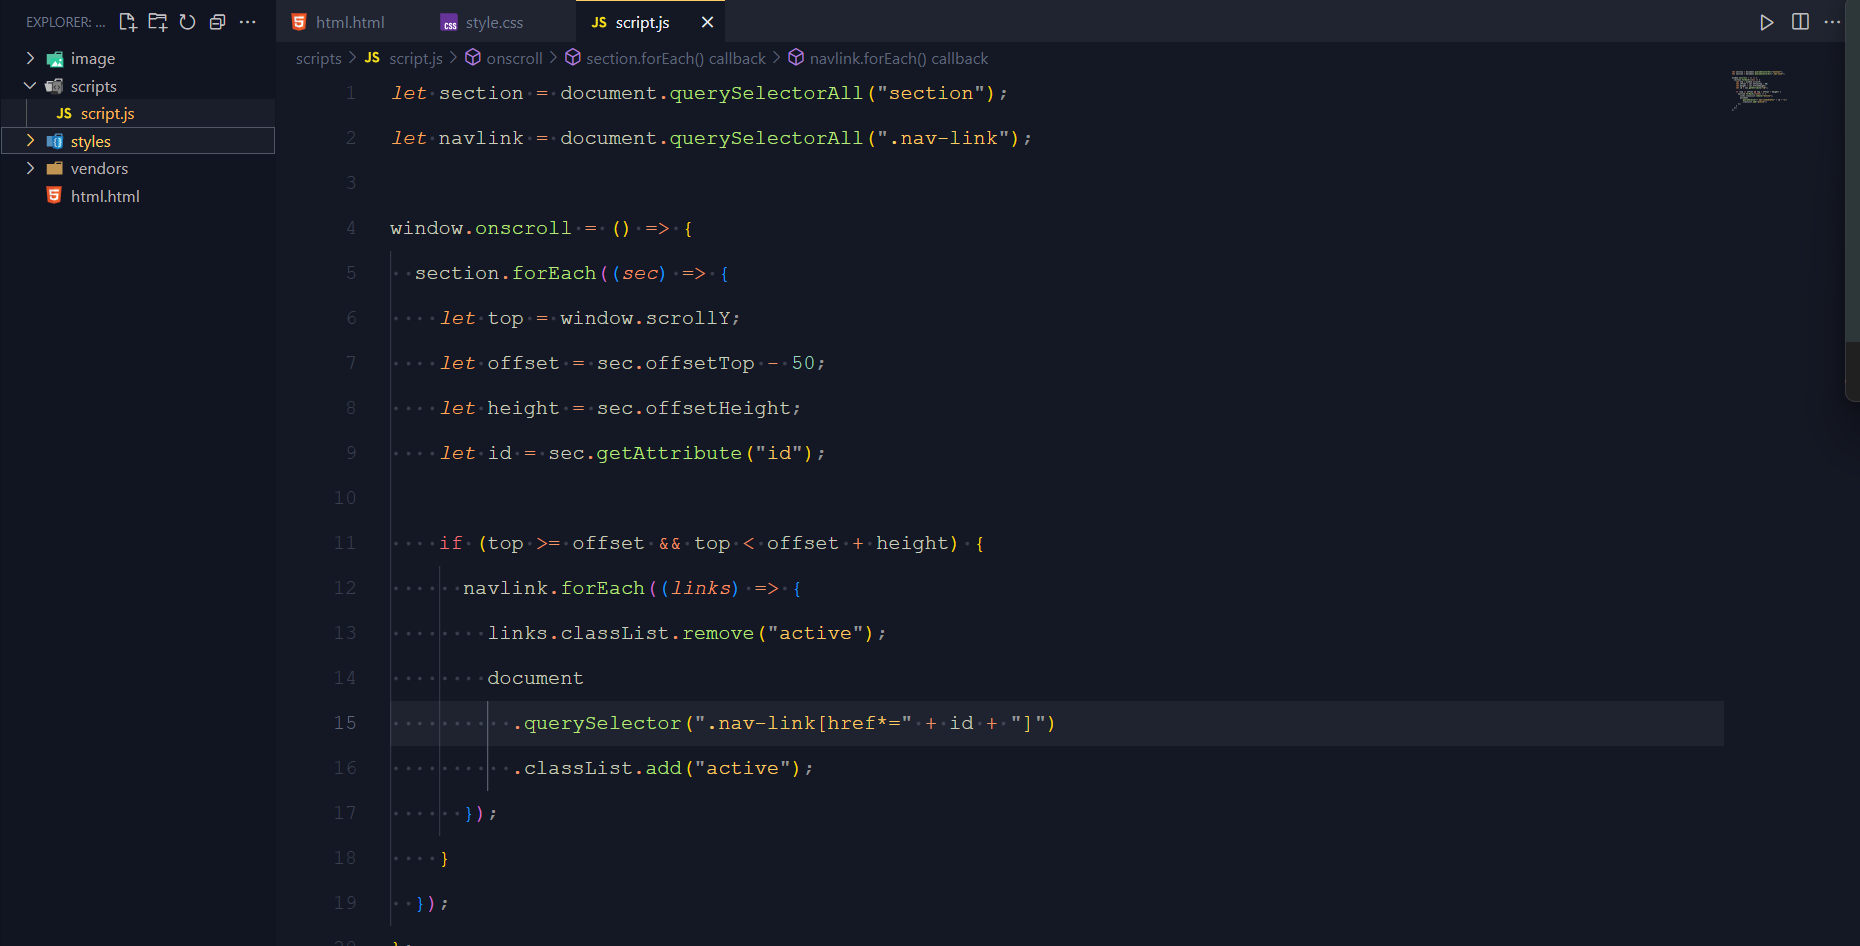 EXPLORER: ...
image
scripts
JS script.js
styles
vendors
html.html
html.html
style.css
JS script.js
scripts > JS script.js > onscroll > section.forEach() callback > navlink.forEach() callback
1 let section = document.querySelectorAll("section");
2 let navlink = document.querySelectorAll(".nav-link");
3
4 window.onscroll = () => {
5 section.forEach((sec) => {
6 let top = window.scrollY;
7 let offset = sec.offsetTop - 50;
8 let height = sec.offsetHeight;
9 let id = sec.getAttribute("id");
10
11 if (top >= offset && top < offset + height) {
12 navlink.forEach((links) => {
13 links.classList.remove("active");
14 document
15 .querySelector(".nav-link[href*=" + id + "]")
16 .classList.add("active");
17 });
18 }
19 });